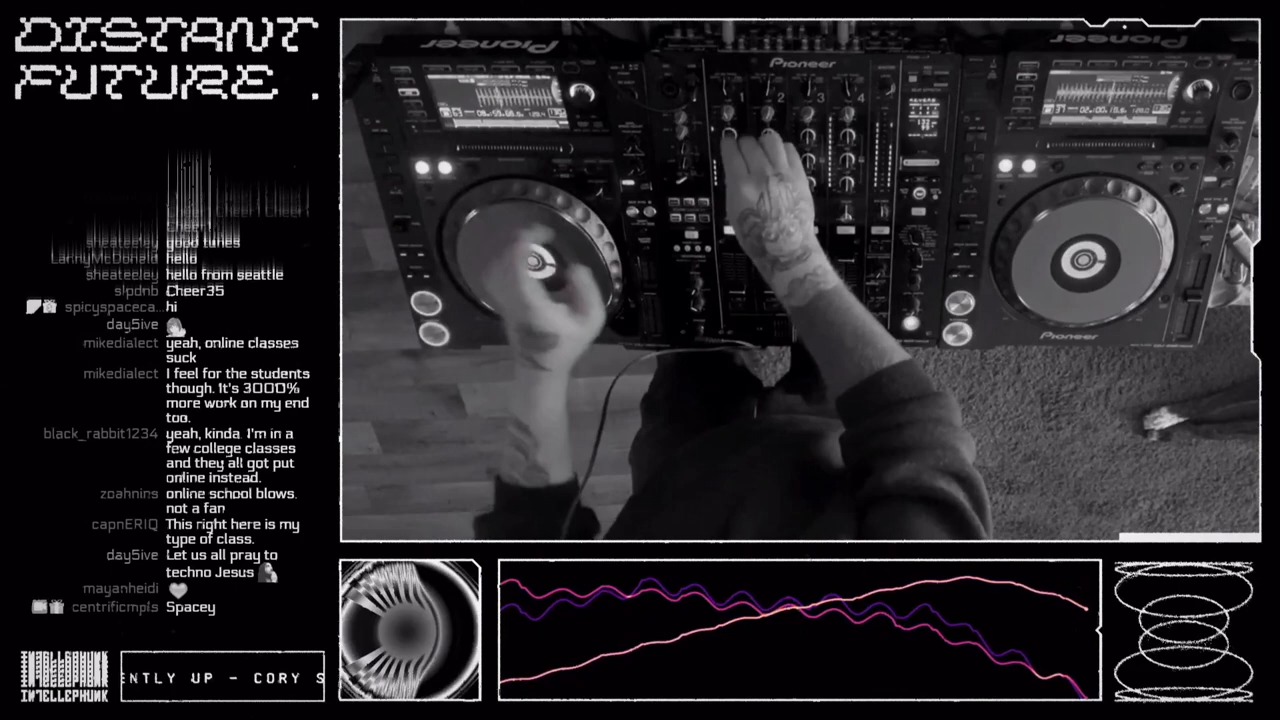 DISTANT
FUTURE .
sheateeley good tunes
LarryMcDonald hello
sheateeley hello from seattle
slpdnb Cheer35
spicyspaceca... hi
day5ive
mikedialect yeah, online classes
suck
mikedialect I feel for the students
though. It's 3000%
more work on my end
too.
black_rabbit1234 yeah, kinda. I'm in a
few college classes
and they all got put
online instead.
zoahnins online school blows.
not a fan
capnERIQ This right here is my
type of class.
day5ive Let us all pray to
techno Jesus
mayanheidi
centrificmpls Spacey
INTELLEPHUNK
NTLY UP - CORY S
Pioneer
Pioneer
Pioneer
1 2 3 4
Pioneer